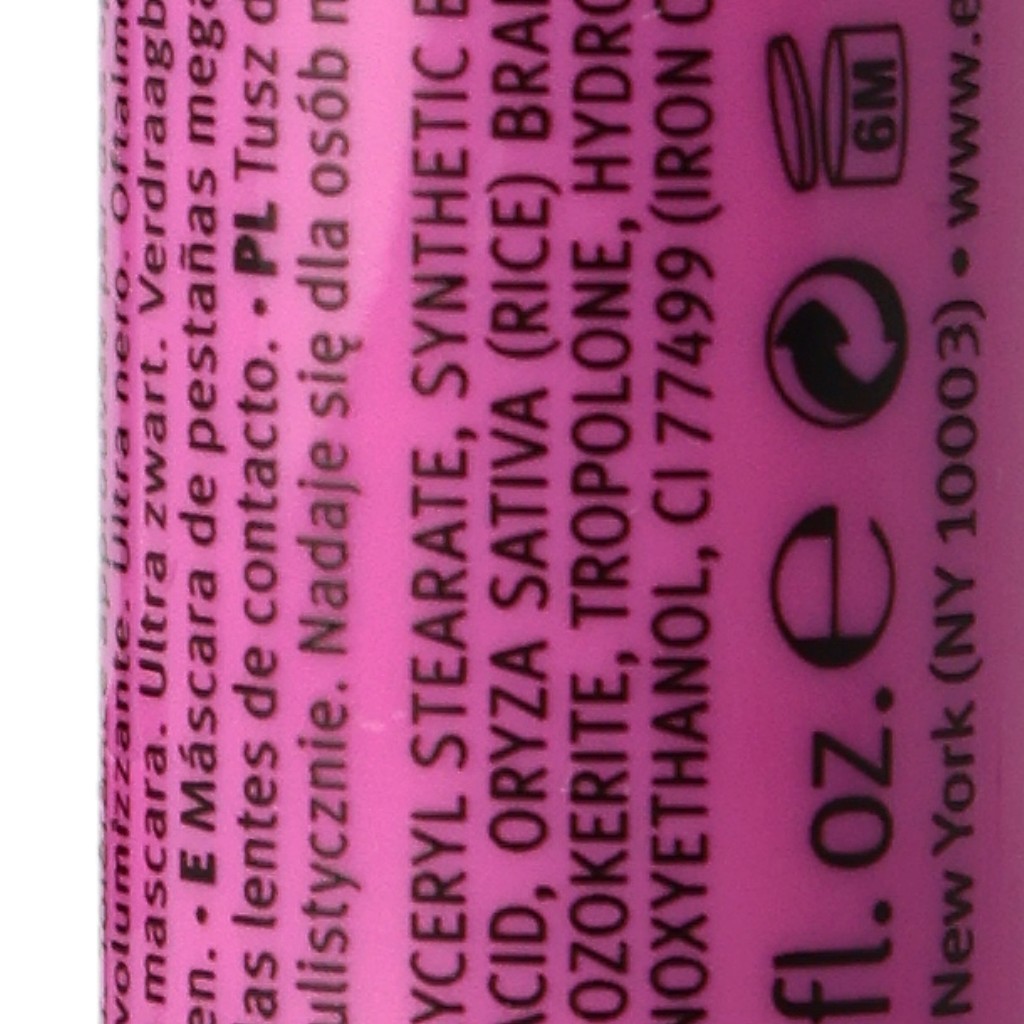 volumizzante. Ultra nero.
mascara. Ultra zwart. Verdraagb
en. • E Máscara de pestañas mega
las lentes de contacto. • PL Tusz d
ulistycznie. Nadaje się dla osób n
YCERYL STEARATE, SYNTHETIC B
ACID, ORYZA SATIVA (RICE) BRAN
OZOKERITE, TROPOLONE, HYDRO
NOXYETHANOL, CI 77499 (IRON O
fl. oz. e 6M
New York (NY 10003) • www.e